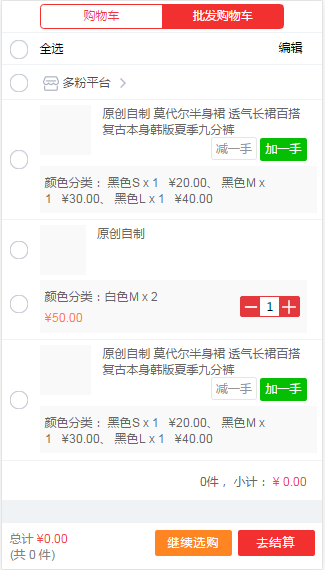 购物车 批发购物车
全选 编辑
多粉平台
原创自制 莫代尔半身裙 透气长裙百搭
复古本身韩版夏季九分裤
减一手 加一手
颜色分类： 黑色S x 1 ¥20.00、 黑色M x
1 ¥30.00、 黑色L x 1 ¥40.00
原创自制
颜色分类：白色M x 2
¥50.00
1
原创自制 莫代尔半身裙 透气长裙百搭
复古本身韩版夏季九分裤
减一手 加一手
颜色分类： 黑色S x 1 ¥20.00、 黑色M x
1 ¥30.00、 黑色L x 1 ¥40.00
0件 ，小计： ¥ 0.00
总计 ¥0.00
(共 0 件)
继续选购 去结算